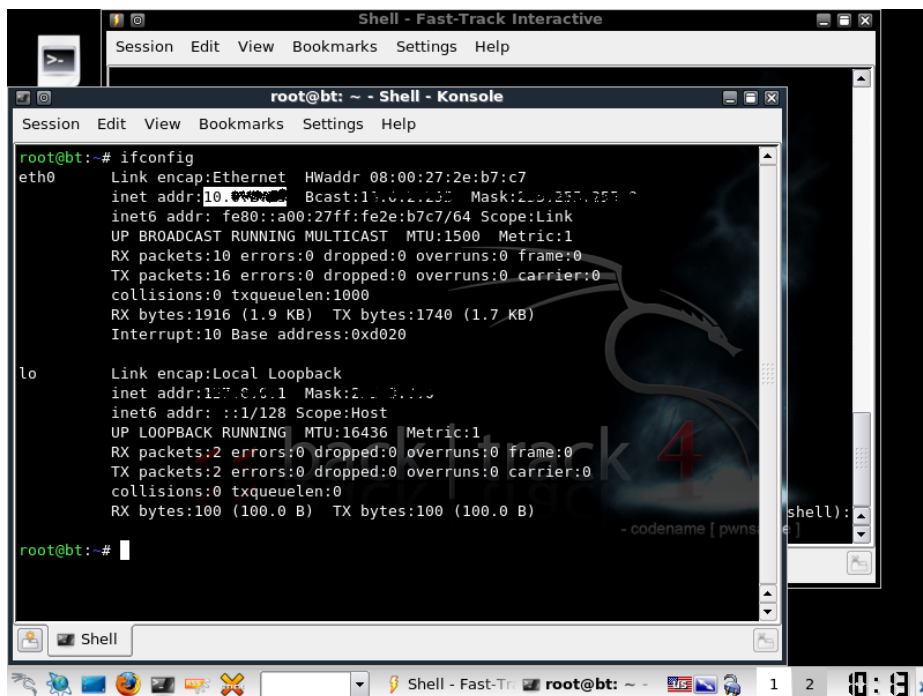 Shell - Fast-Track Interactive
Session Edit View Bookmarks Settings Help
root@bt: ~ - Shell - Konsole
Session Edit View Bookmarks Settings Help
root@bt:~# ifconfig
eth0 Link encap:Ethernet HWaddr 08:00:27:2e:b7:c7
inet addr:10. Bcast: Mask:
inet6 addr: fe80::a00:27ff:fe2e:b7c7/64 Scope:Link
UP BROADCAST RUNNING MULTICAST MTU:1500 Metric:1
RX packets:10 errors:0 dropped:0 overruns:0 frame:0
TX packets:16 errors:0 dropped:0 overruns:0 carrier:0
collisions:0 txqueuelen:1000
RX bytes:1916 (1.9 KB) TX bytes:1740 (1.7 KB)
Interrupt:10 Base address:0xd020
lo Link encap:Local Loopback
inet addr: Mask:
inet6 addr: ::1/128 Scope:Host
UP LOOPBACK RUNNING MTU:16436 Metric:1
RX packets:2 errors:0 dropped:0 overruns:0 frame:0
TX packets:2 errors:0 dropped:0 overruns:0 carrier:0
collisions:0 txqueuelen:0
RX bytes:100 (100.0 B) TX bytes:100 (100.0 B)
root@bt:~#
<< back | track 4
- codename [ pwns e ]
shell):
Shell
Shell - Fast-Tr root@bt: ~ - US 1 2 10:13